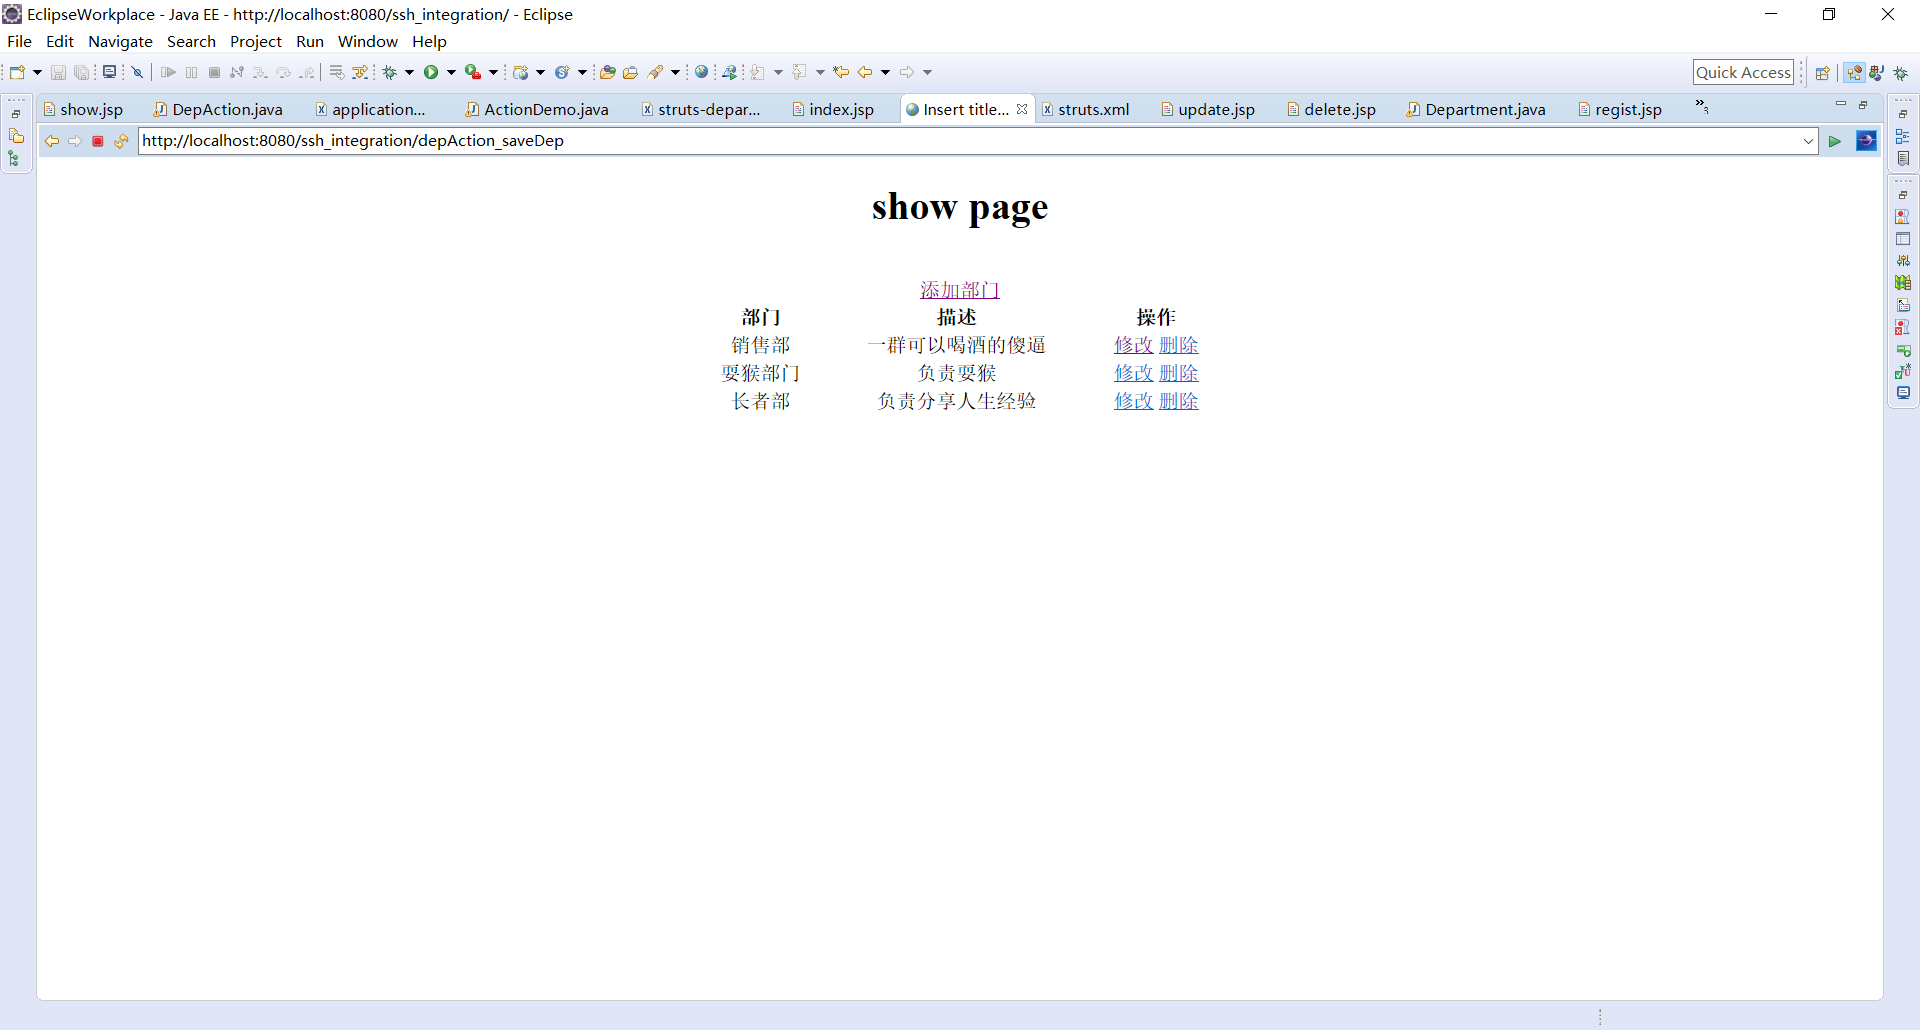 EclipseWorkplace - Java EE - http://localhost:8080/ssh_integration/ - Eclipse
File Edit Navigate Search Project Run Window Help
Quick Access
show.jsp DepAction.java application... ActionDemo.java struts-depar... index.jsp Insert title... struts.xml update.jsp delete.jsp Department.java regist.jsp »3
http://localhost:8080/ssh_integration/depAction_saveDep
show page
添加部门
部门 描述 操作
销售部 一群可以喝酒的傻逼 修改 删除
耍猴部门 负责耍猴 修改 删除
长者部 负责分享人生经验 修改 删除